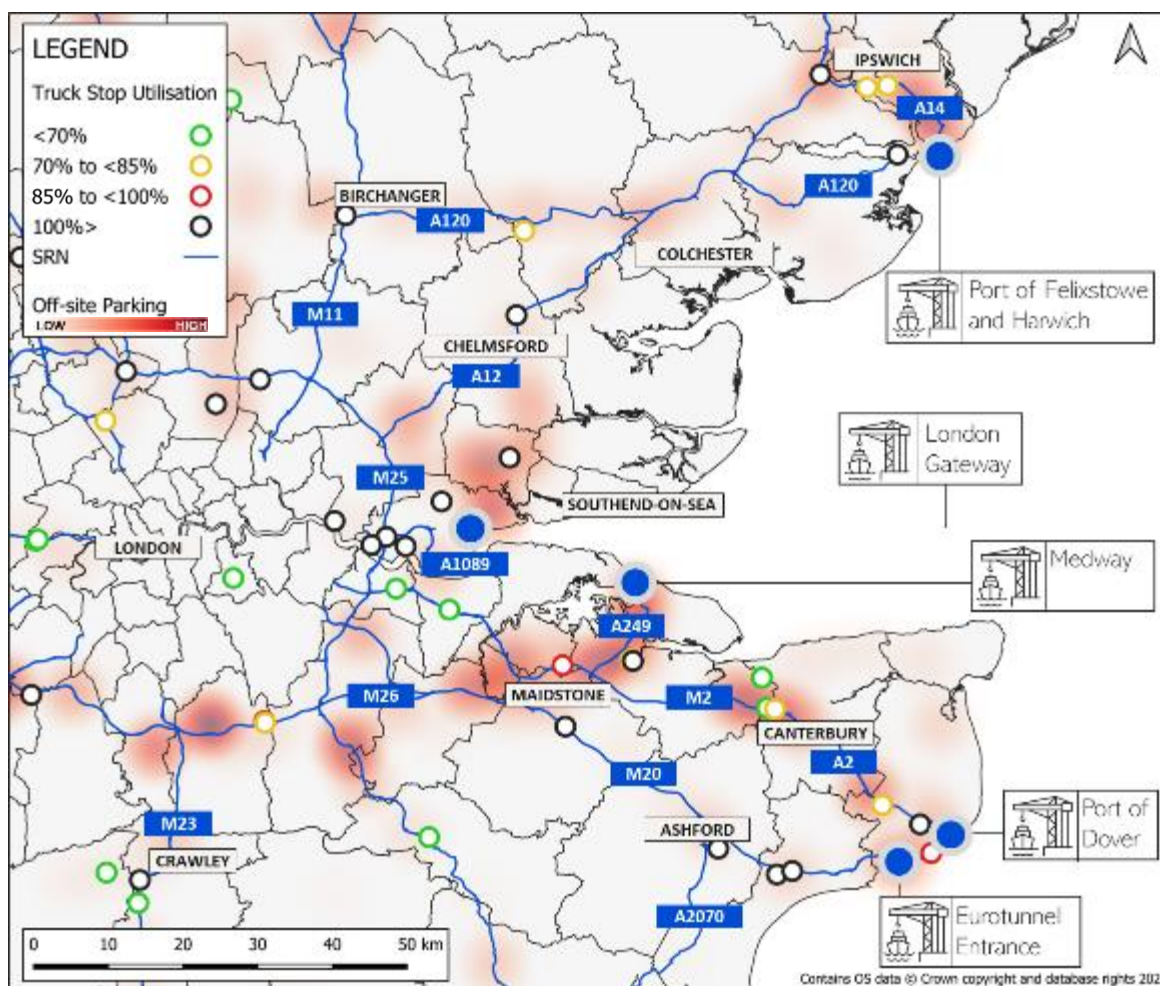 LEGEND
Truck Stop Utilisation
<70%
70% to <85%
85% to <100%
100%>
SRN
Off-site Parking
LOW HIGH
IPSWICH
A14
BIRCHANGER
A120
A120
COLCHESTER
Port of Felixstowe
and Harwich
M11
CHELMSFORD
A12
London
Gateway
M25
SOUTHEND-ON-SEA
LONDON
A1089
Medway
A249
M26
MAIDSTONE
M2
CANTERBURY
A2
M20
M23
ASHFORD
Port of
Dover
CRAWLEY
A2070
Eurotunnel
Entrance
0 10 20 30 40 50 km
Contains OS data © Crown copyright and database rights 202